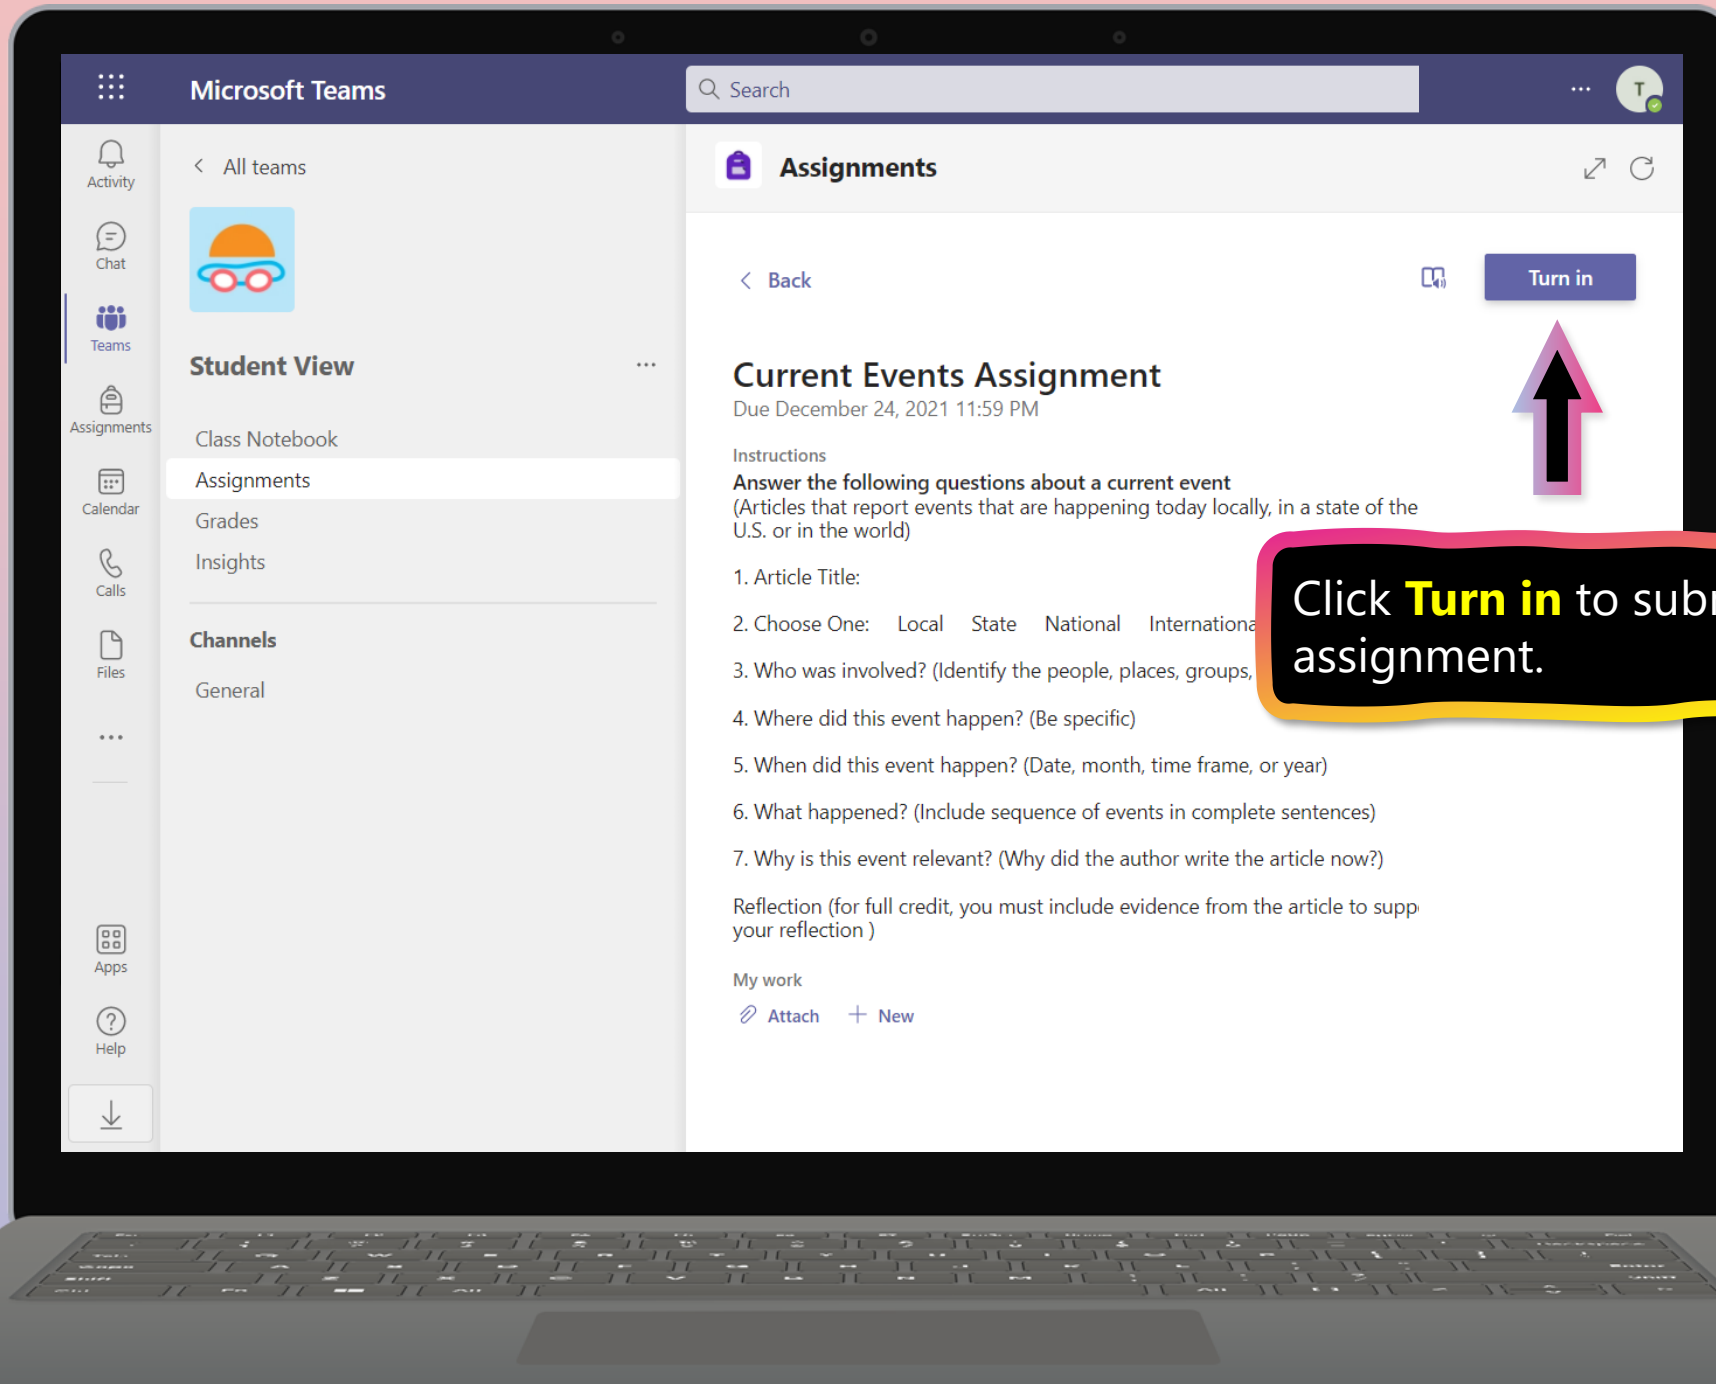 Microsoft Teams
Search
T
Activity
Chat
Teams
Assignments
Calendar
Calls
Files
Apps
Help
All teams
Student View
Class Notebook
Assignments
Grades
Insights
Channels
General
Assignments
Back
Turn in
Current Events Assignment
Due December 24, 2021 11:59 PM
Instructions
Answer the following questions about a current event
(Articles that report events that are happening today locally, in a state of the
U.S. or in the world)
1. Article Title:
2. Choose One: Local State National
3. Who was involved? (Identify the people, places, groups,
4. Where did this event happen? (Be specific)
5. When did this event happen? (Date, month, time frame, or year)
6. What happened? (Include sequence of events in complete sentences)
7. Why is this event relevant? (Why did the author write the article now?)
Reflection (for full credit, you must include evidence from the article to
your reflection )
My work
Attach
New
Click Turn in to
assignment.